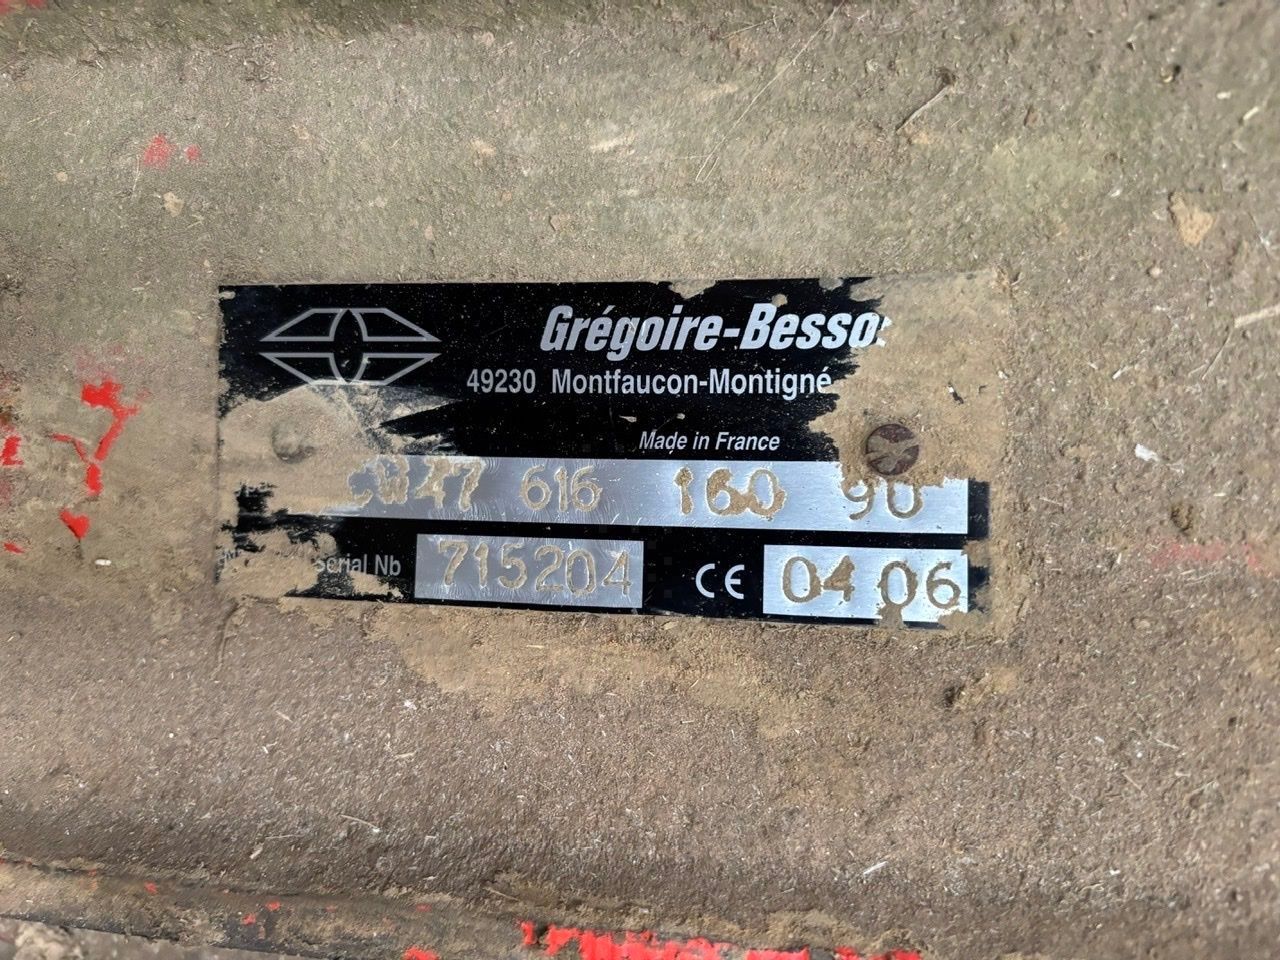 Grégoire-Besso
49230 Montfaucon-Montigné
Made in France
47 616 160 90
Serial Nb 715204 CE 04 06